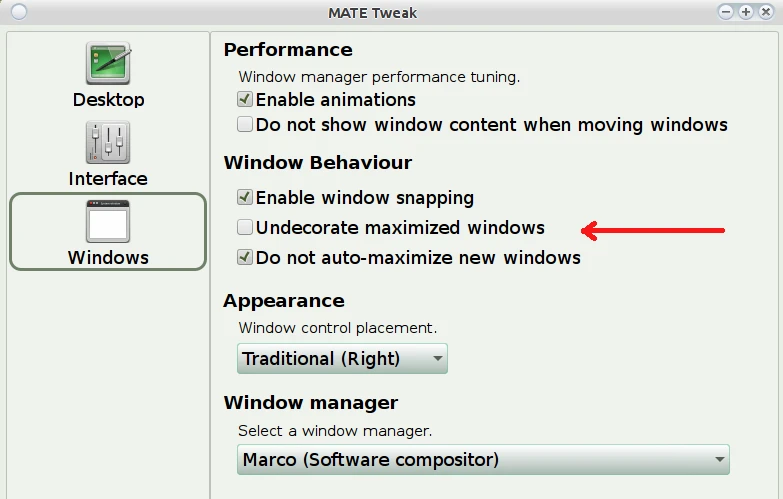 MATE Tweak
Desktop
Interface
Windows
Performance
Window manager performance tuning.
Enable animations
Do not show window content when moving windows
Window Behaviour
Enable window snapping
Undecorate maximized windows
Do not auto-maximize new windows
Appearance
Window control placement.
Traditional (Right)
Window manager
Select a window manager.
Marco (Software compositor)